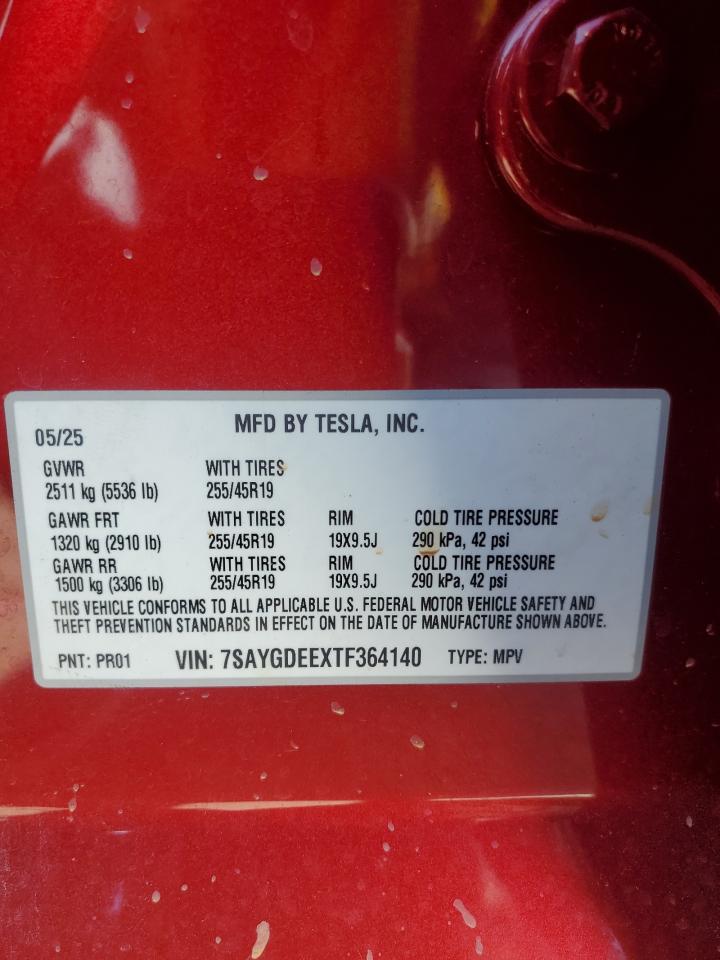 MFD BY TESLA, INC.
05/25
GVWR WITH TIRES
2511 kg (5536 lb) 255/45R19
GAWR FRT WITH TIRES RIM COLD TIRE PRESSURE
1320 kg (2910 lb) 255/45R19 19X9.5J 290 kPa, 42 psi
GAWR RR WITH TIRES RIM COLD TIRE PRESSURE
1500 kg (3306 lb) 255/45R19 19X9.5J 290 kPa, 42 psi
THIS VEHICLE CONFORMS TO ALL APPLICABLE U.S. FEDERAL MOTOR VEHICLE SAFETY AND
THEFT PREVENTION STANDARDS IN EFFECT ON THE DATE OF MANUFACTURE SHOWN ABOVE.
PNT: PR01 VIN: 7SAYGDEEXTF364140 TYPE: MPV